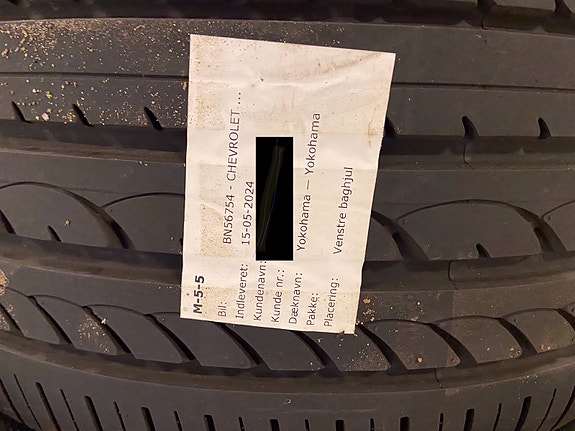 M-5-5
Bil: BN56754 - CHEVROLET ...
Indleveret: 15-05-2024
Kundenavn:
Kunde nr.:
Dæknavn: Yokohama – Yokohama
Pakke:
Placering: Venstre baghjul